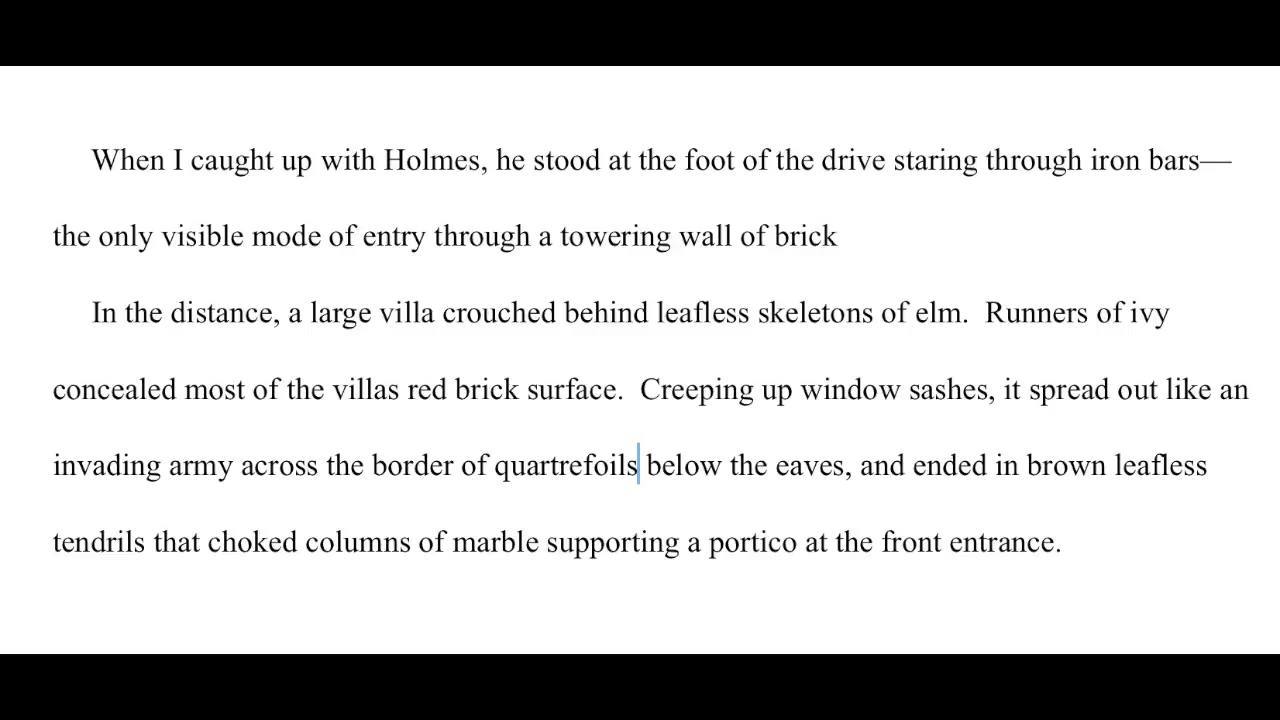 When I caught up with Holmes, he stood at the foot of the drive staring through iron bars—
the only visible mode of entry through a towering wall of brick
In the distance, a large villa crouched behind leafless skeletons of elm.  Runners of ivy
concealed most of the villas red brick surface.  Creeping up window sashes, it spread out like an
invading army across the border of quartrefoils below the eaves, and ended in brown leafless
tendrils that choked columns of marble supporting a portico at the front entrance.